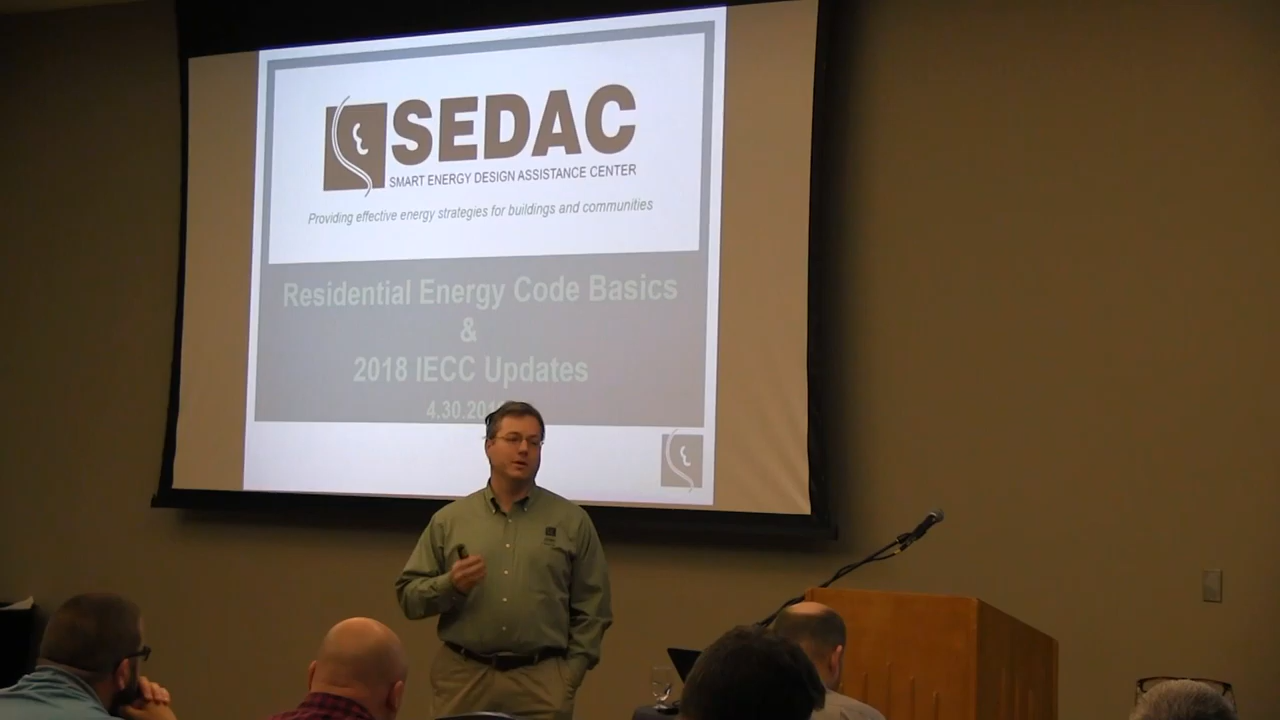 SEDAC
SMART ENERGY DESIGN ASSISTANCE CENTER
Providing effective energy strategies for buildings and communities
Residential Energy Code Basics
&
2018 IECC Updates